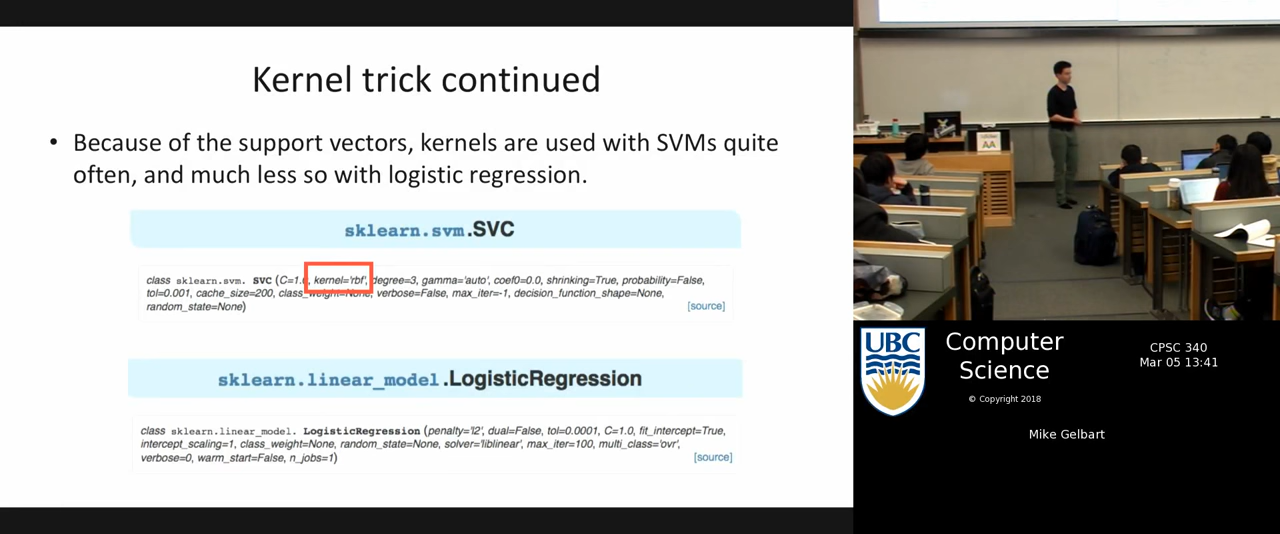 Kernel trick continued
• Because of the support vectors, kernels are used with SVMs quite
often, and much less so with logistic regression.
sklearn.svm.SVC
class sklearn.svm. SVC (C=1.0, kernel='rbf', degree=3, gamma='auto', coef0=0.0, shrinking=True, probability=False,
tol=0.001, cache_size=200, class_weight=None, verbose=False, max_iter=-1, decision_function_shape=None,
random_state=None)
[source]
sklearn.linear_model.LogisticRegression
class sklearn.linear_model. LogisticRegression (penalty='l2', dual=False, tol=0.0001, C=1.0, fit_intercept=True,
intercept_scaling=1, class_weight=None, random_state=None, solver='liblinear', max_iter=100, multi_class='ovr',
verbose=0, warm_start=False, n_jobs=1)
[source]
AA
UBC
Computer
Science
© Copyright 2018
CPSC 340
Mar 05 13:41
Mike Gelbart